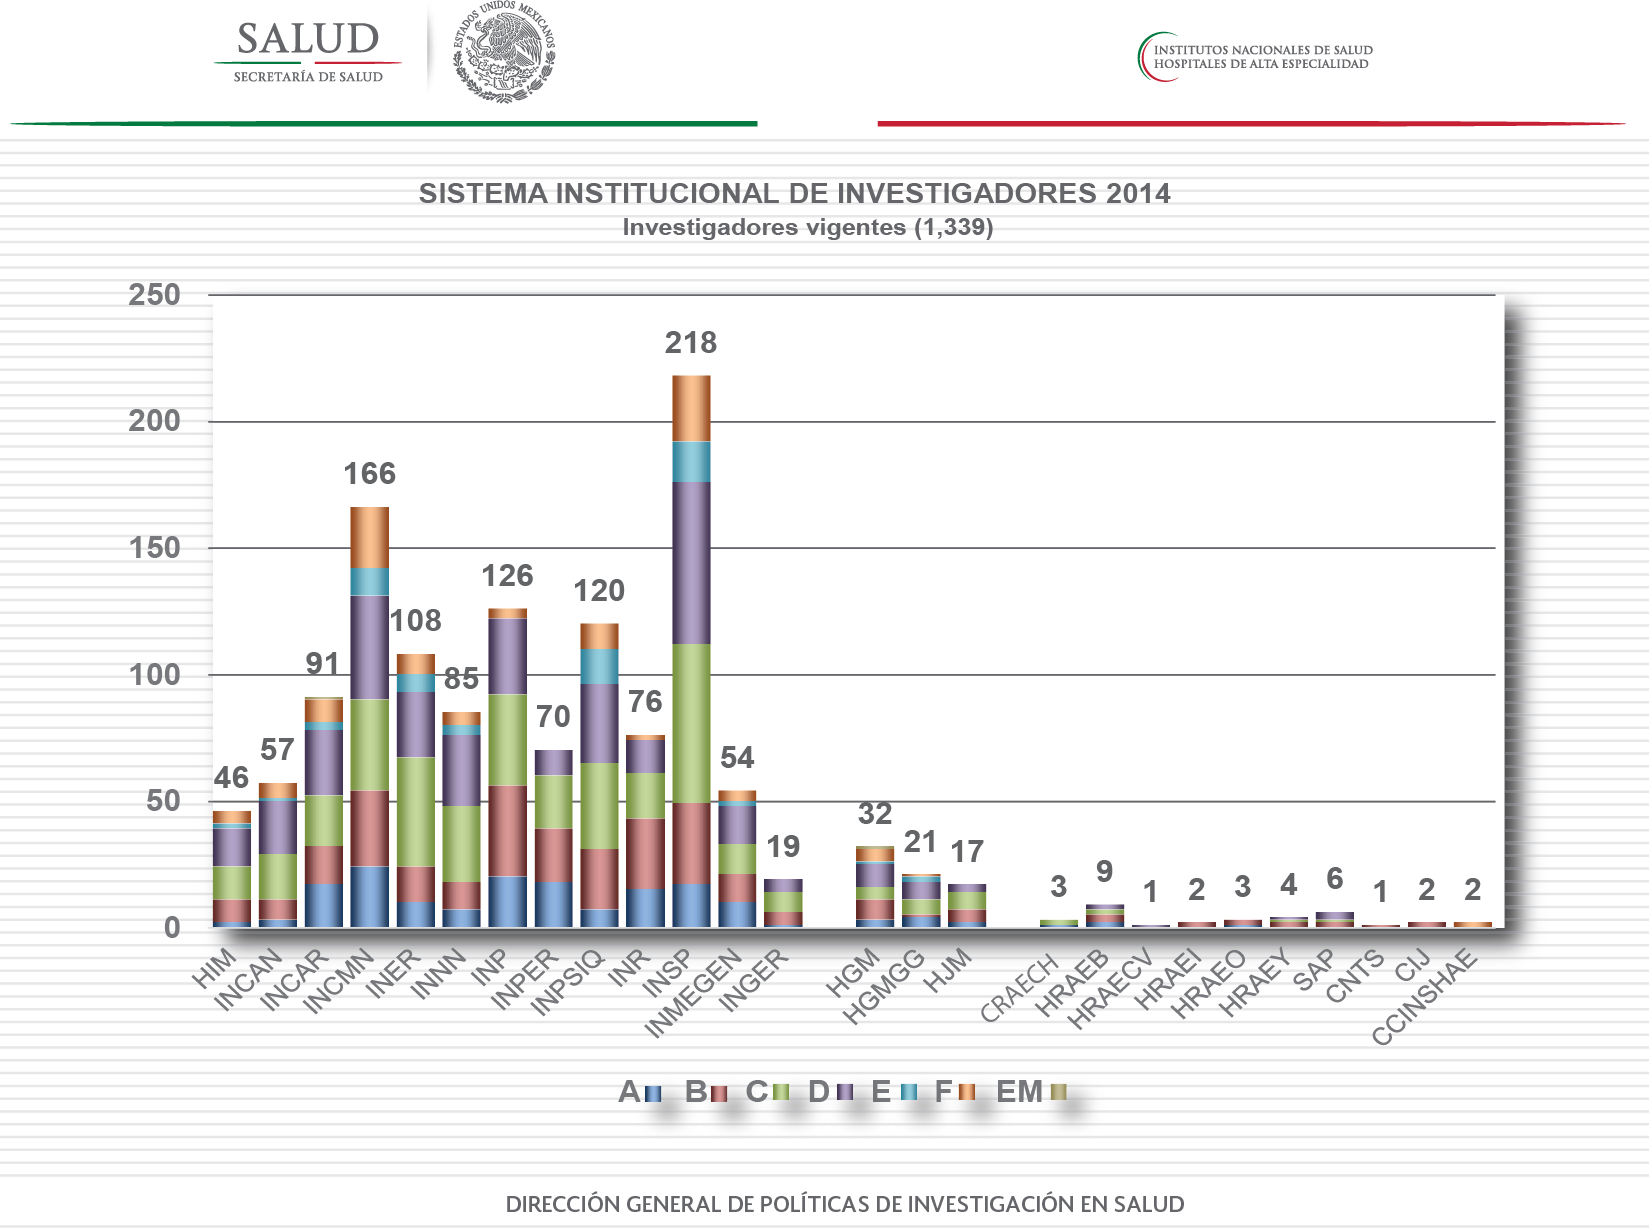 SALUD
SECRETARÍA DE SALUD
ESTADOS UNIDOS MEXICANOS
INSTITUTOS NACIONALES DE SALUD
HOSPITALES DE ALTA ESPECIALIDAD
SISTEMA INSTITUCIONAL DE INVESTIGADORES 2014
Investigadores vigentes (1,339)
250
200
150
100
50
0
46
57
91
166
108
85
126
70
120
76
218
54
19
32
21
17
3
9
1
2
3
4
6
1
2
2
HIM
INCAN
INCAR
INCMN
INER
INNN
INP
INPER
INPSIQ
INR
INSP
INMEGEN
INGER
HGM
HGMGG
HJM
CRAECH
HRAEB
HRAECV
HRAEI
HRAEO
HRAEY
SAP
CNTS
CIJ
CCINSHAE
A B C D E F EM
DIRECCIÓN GENERAL DE POLÍTICAS DE INVESTIGACIÓN EN SALUD